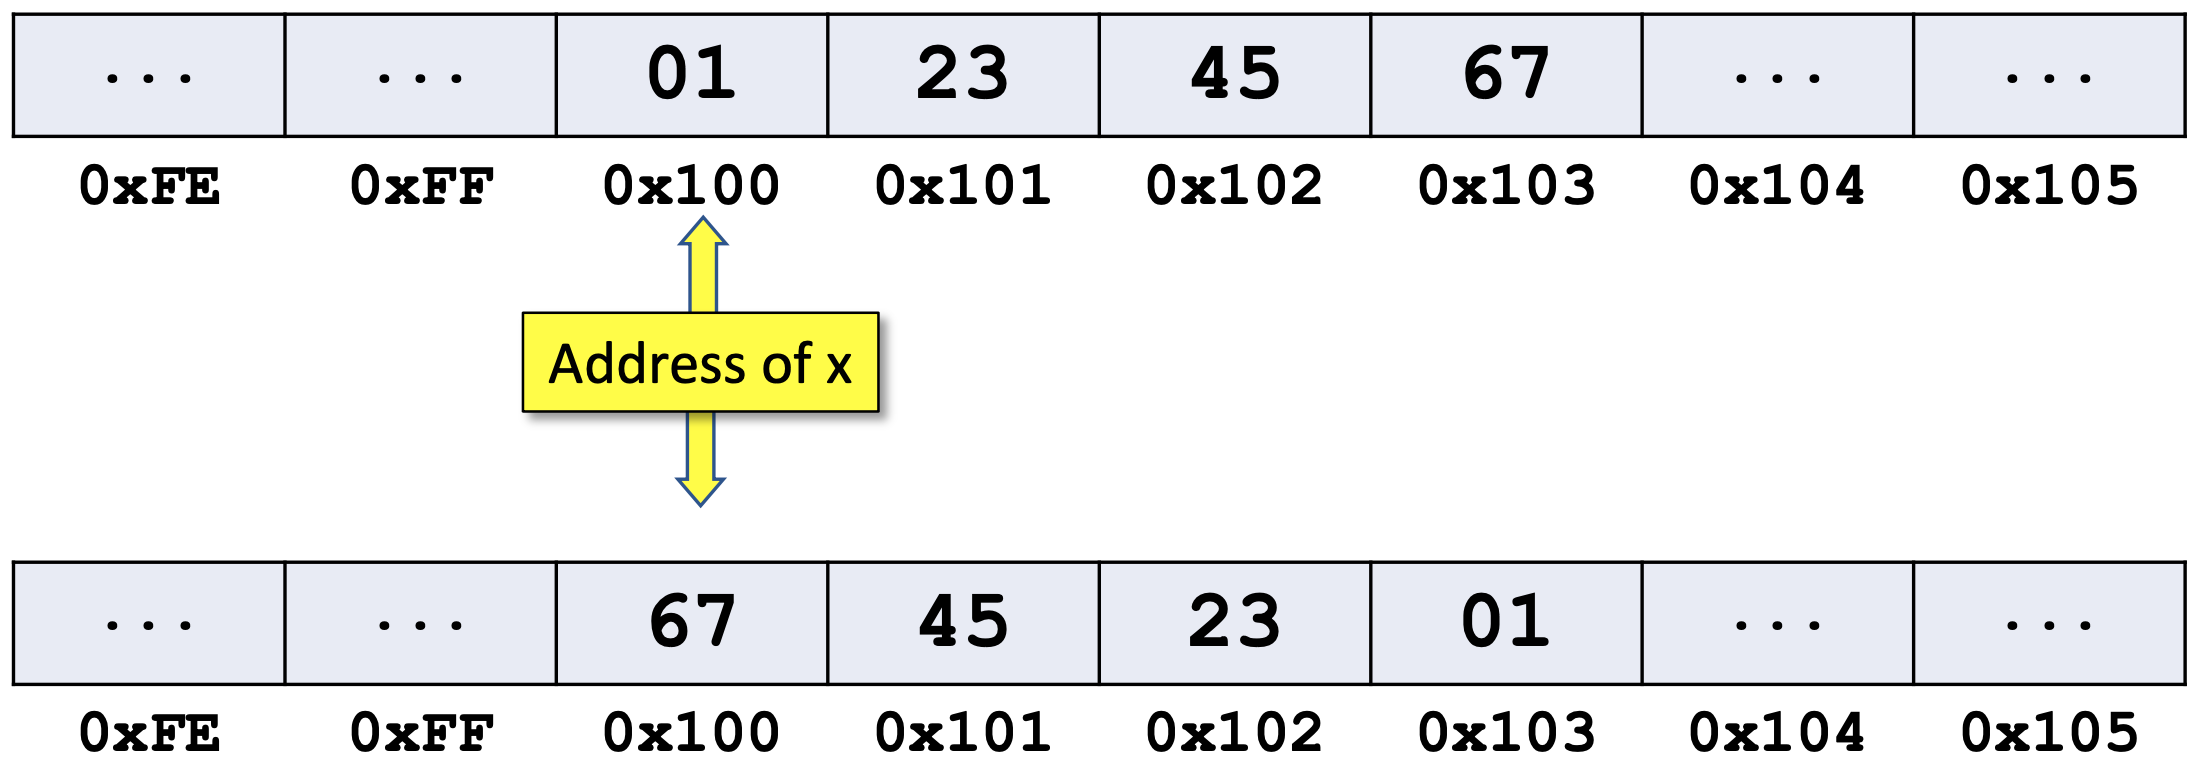 ... ... 01 23 45 67 ... ...
0xFE 0xFF 0x100 0x101 0x102 0x103 0x104 0x105
Address of x
... ... 67 45 23 01 ... ...
0xFE 0xFF 0x100 0x101 0x102 0x103 0x104 0x105